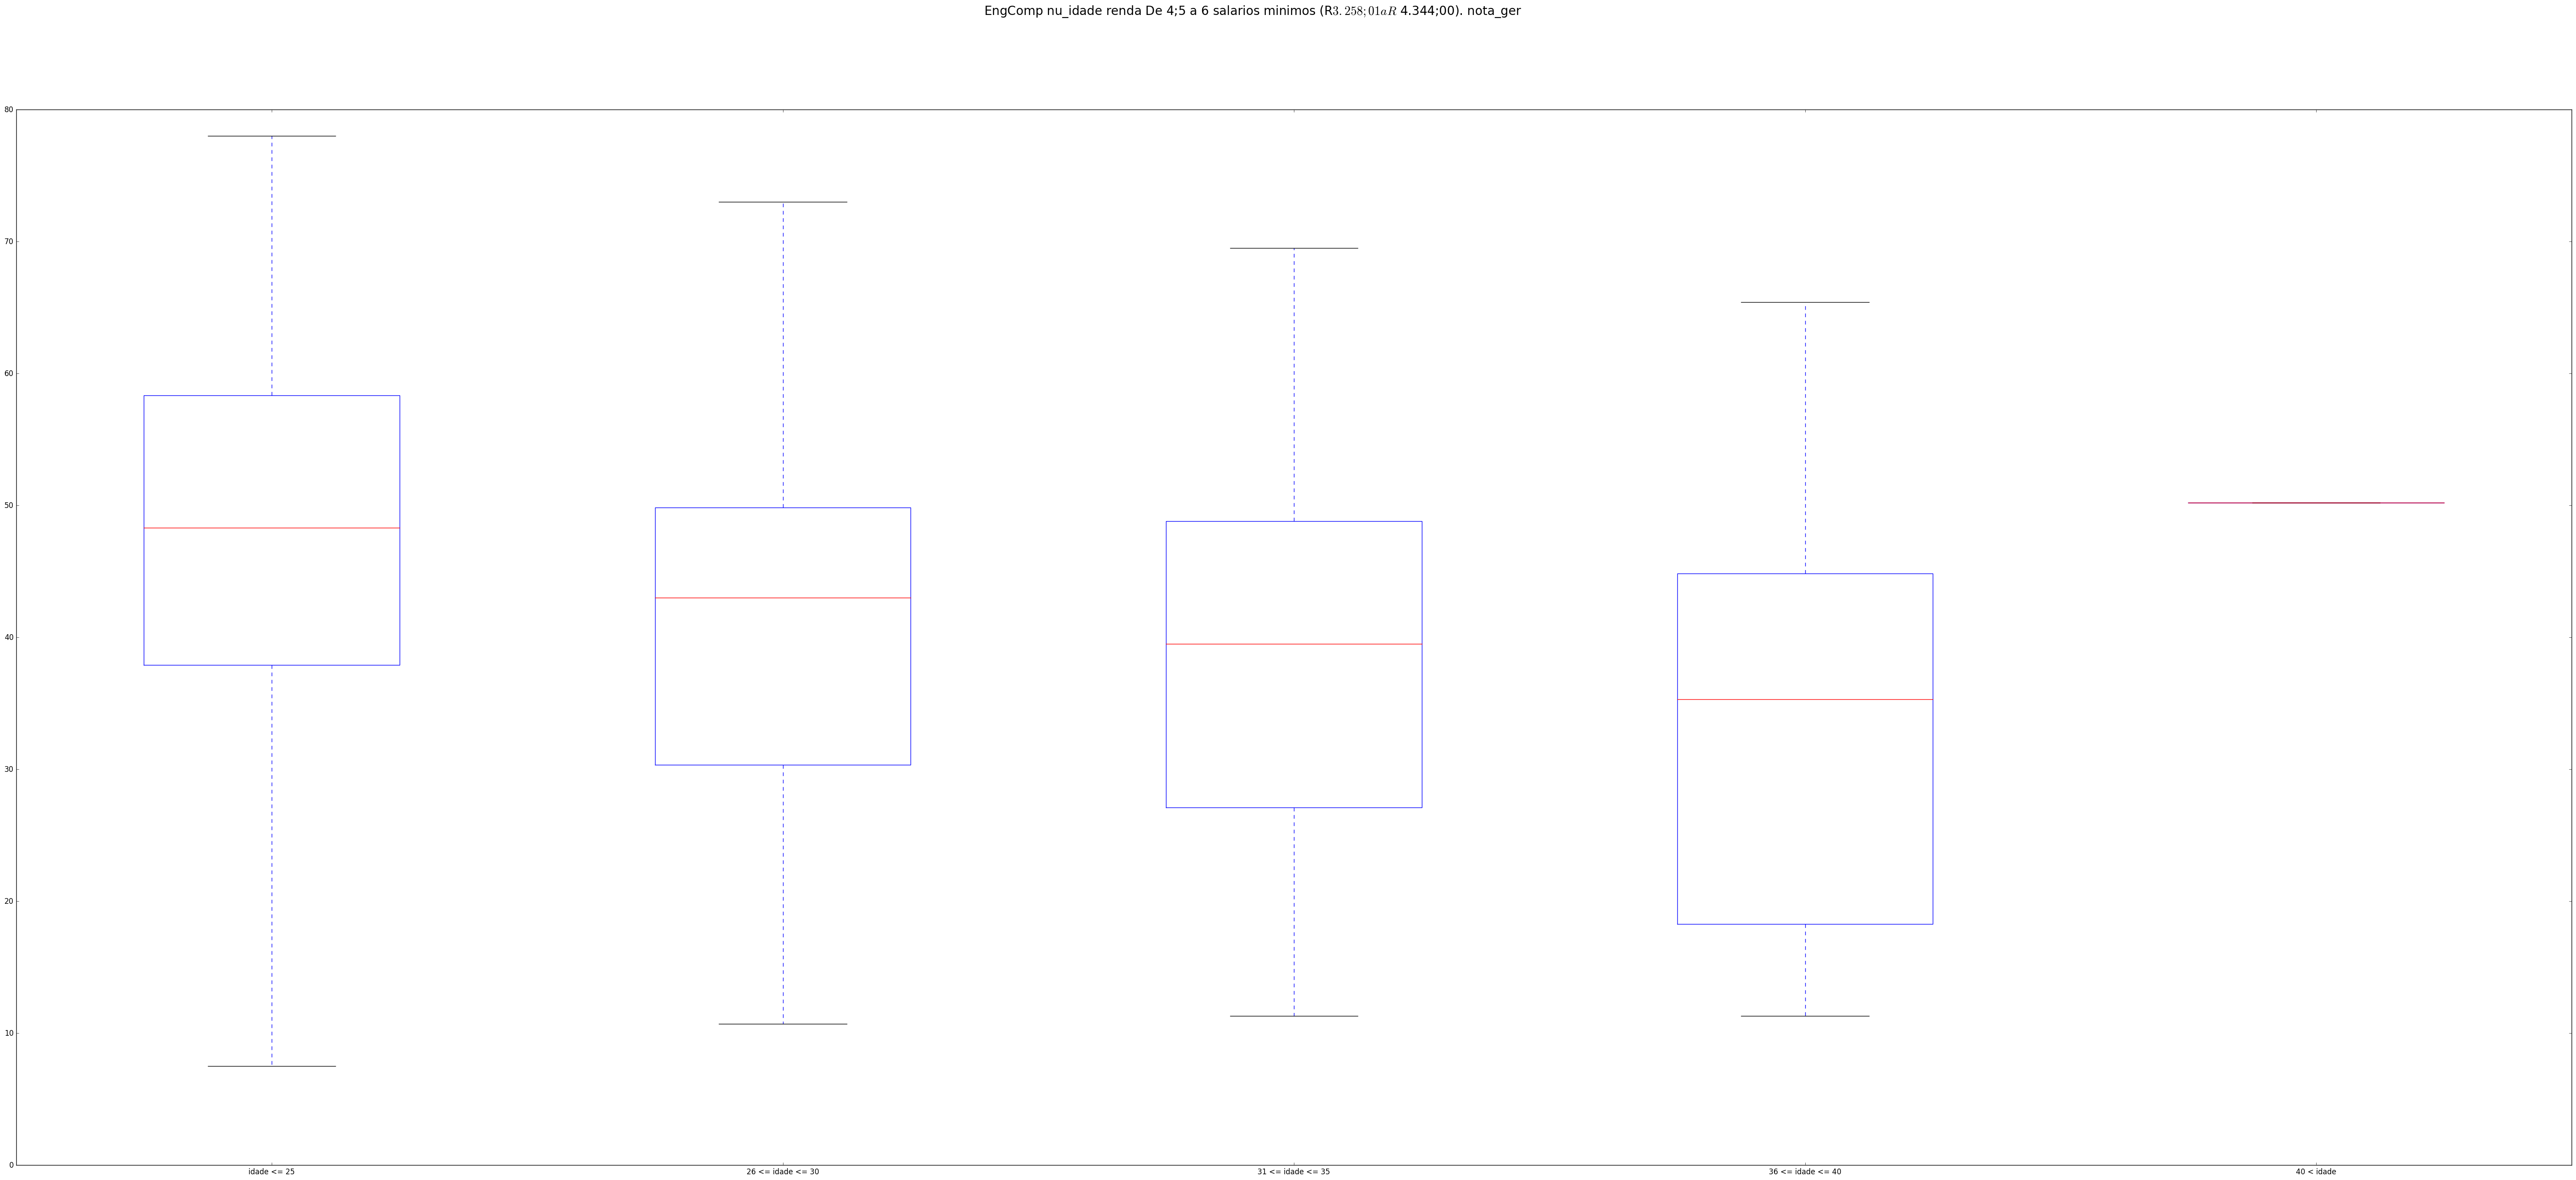 EngComp nu_idade renda De 4;5 a 6 salarios minimos (R3.258;01aR 4.344;00). nota_ger
80
70
60
50
40
30
20
10
0
idade <= 25
26 <= idade <= 30
31 <= idade <= 35
36 <= idade <= 40
40 < idade